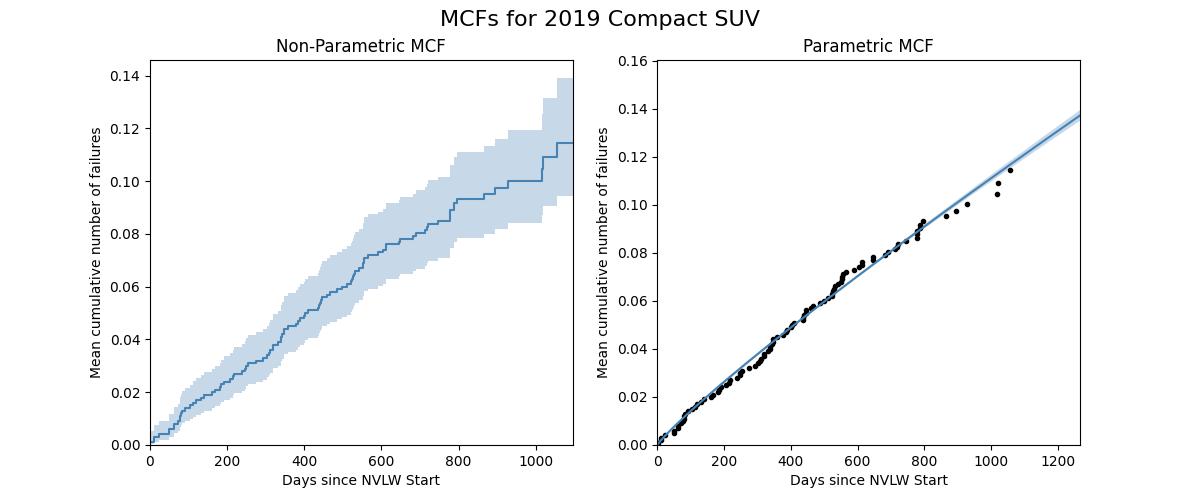 MCFs for 2019 Compact SUV
Non-Parametric MCF
Mean cumulative number of failures
0.14
0.12
0.10
0.08
0.06
0.04
0.02
0.00
0 200 400 600 800 1000
Days since NVLW Start
Parametric MCF
Mean cumulative number of failures
0.16
0.14
0.12
0.10
0.08
0.06
0.04
0.02
0.00
0 200 400 600 800 1000 1200
Days since NVLW Start